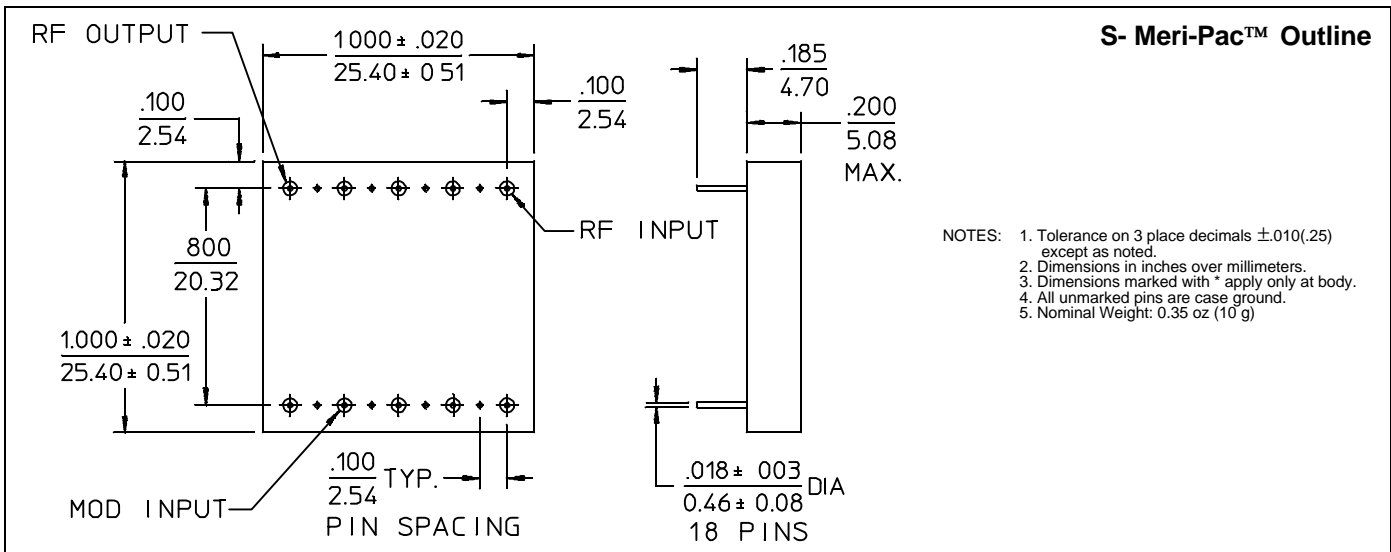 S- Meri-Pac™ Outline
RF OUTPUT
1000 ± .020
25.40 ± 0 51
.100
2.54
.100
2.54
.185
4.70
.200
5.08
MAX.
RF INPUT
800
20.32
1.000 ± .020
25.40 ± 0.51
MOD INPUT
.100
2.54
TYP.
PIN SPACING
.018 ± 003
0.46 ± 0.08
DIA
18 PINS
NOTES: 1. Tolerance on 3 place decimals ±.010(.25)
except as noted.
2. Dimensions in inches over millimeters.
3. Dimensions marked with * apply only at body.
4. All unmarked pins are case ground.
5. Nominal Weight: 0.35 oz (10 g)